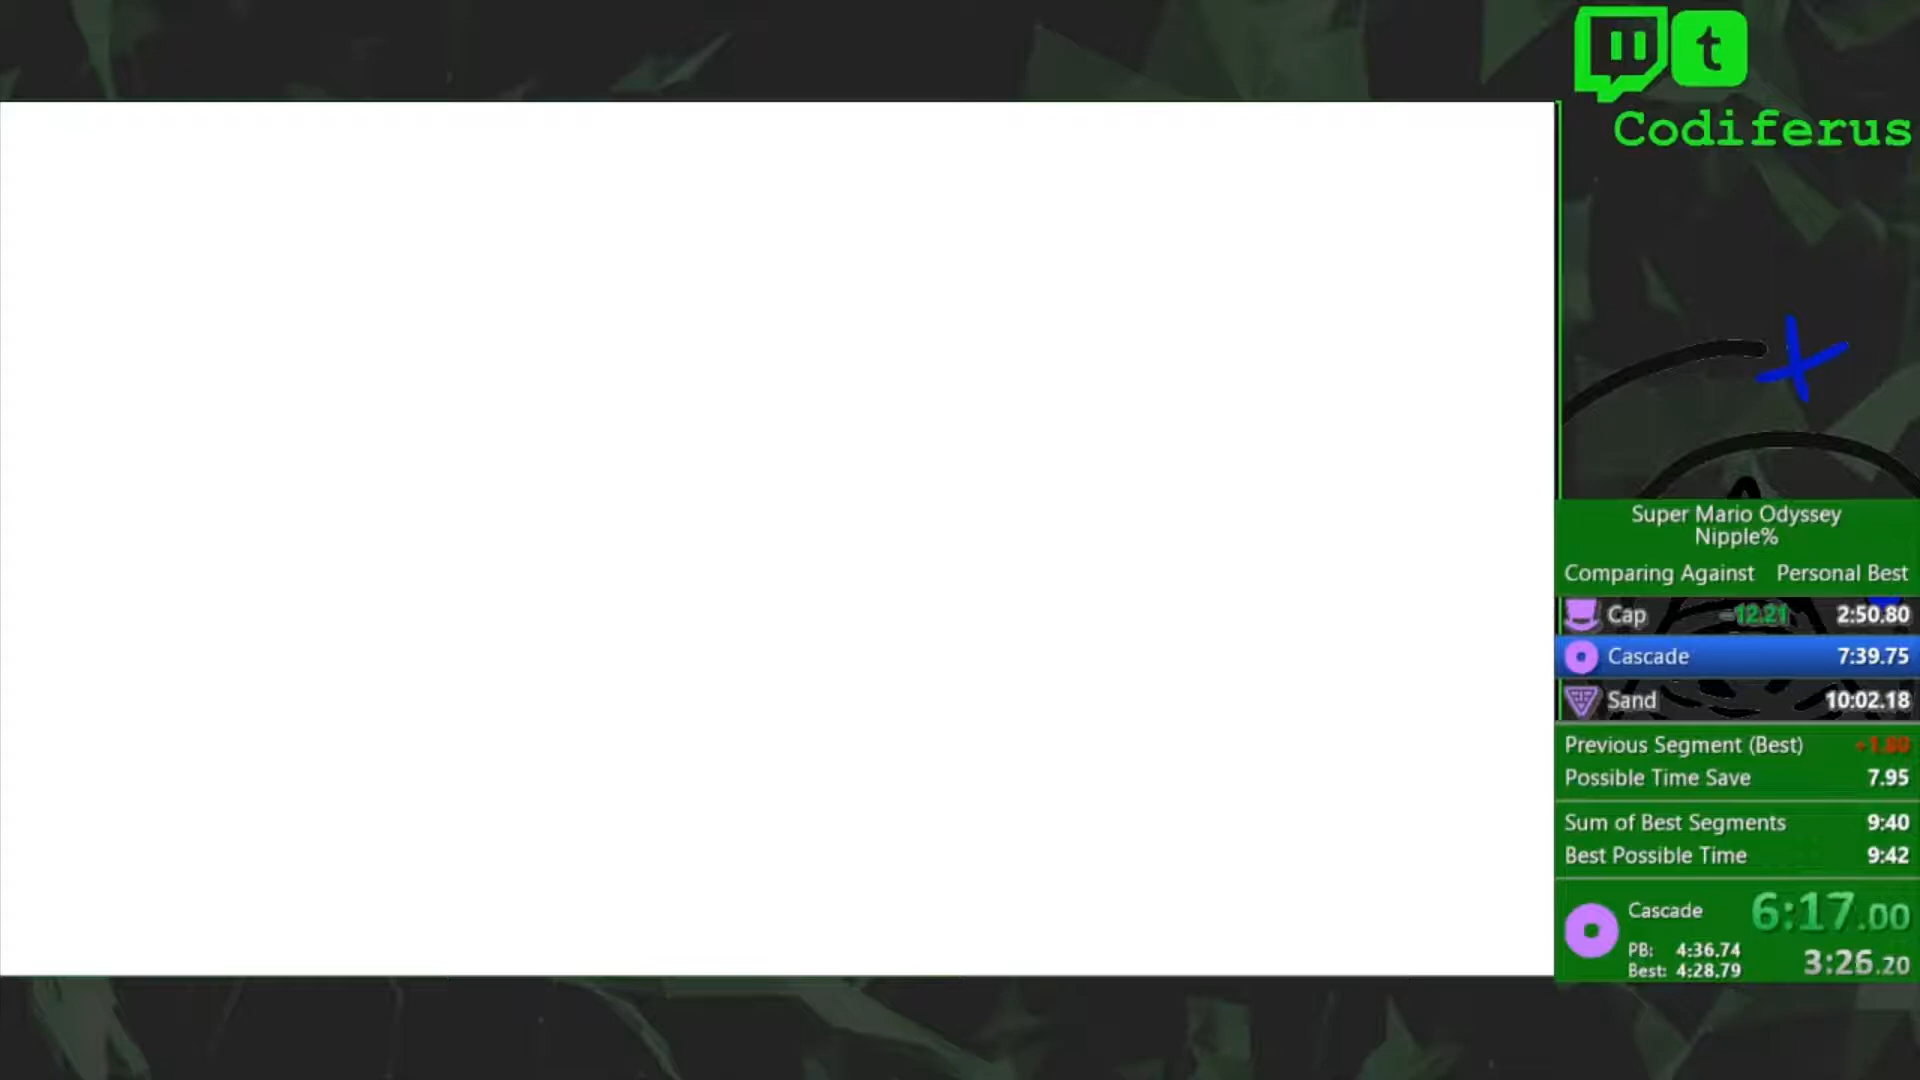 t
Codiferus
Super Mario Odyssey
Nipple%
Comparing Against Personal Best
Cap -12.21 2:50.80
Cascade 7:39.75
Sand 10:02.18
Previous Segment (Best) +1.80
Possible Time Save 7.95
Sum of Best Segments 9:40
Best Possible Time 9:42
Cascade 6:17.00
PB: 4:36.74
Best: 4:28.79 3:26.20